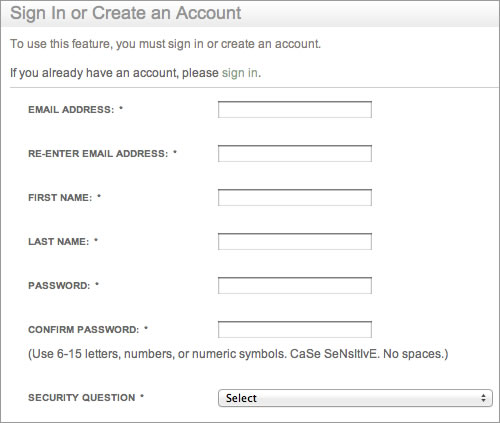 Sign In or Create an Account
To use this feature, you must sign in or create an account.
If you already have an account, please sign in.
EMAIL ADDRESS: *
RE-ENTER EMAIL ADDRESS: *
FIRST NAME: *
LAST NAME: *
PASSWORD: *
CONFIRM PASSWORD: *
(Use 6-15 letters, numbers, or numeric symbols. CaSe SeNsItIvE. No spaces.)
SECURITY QUESTION * Select